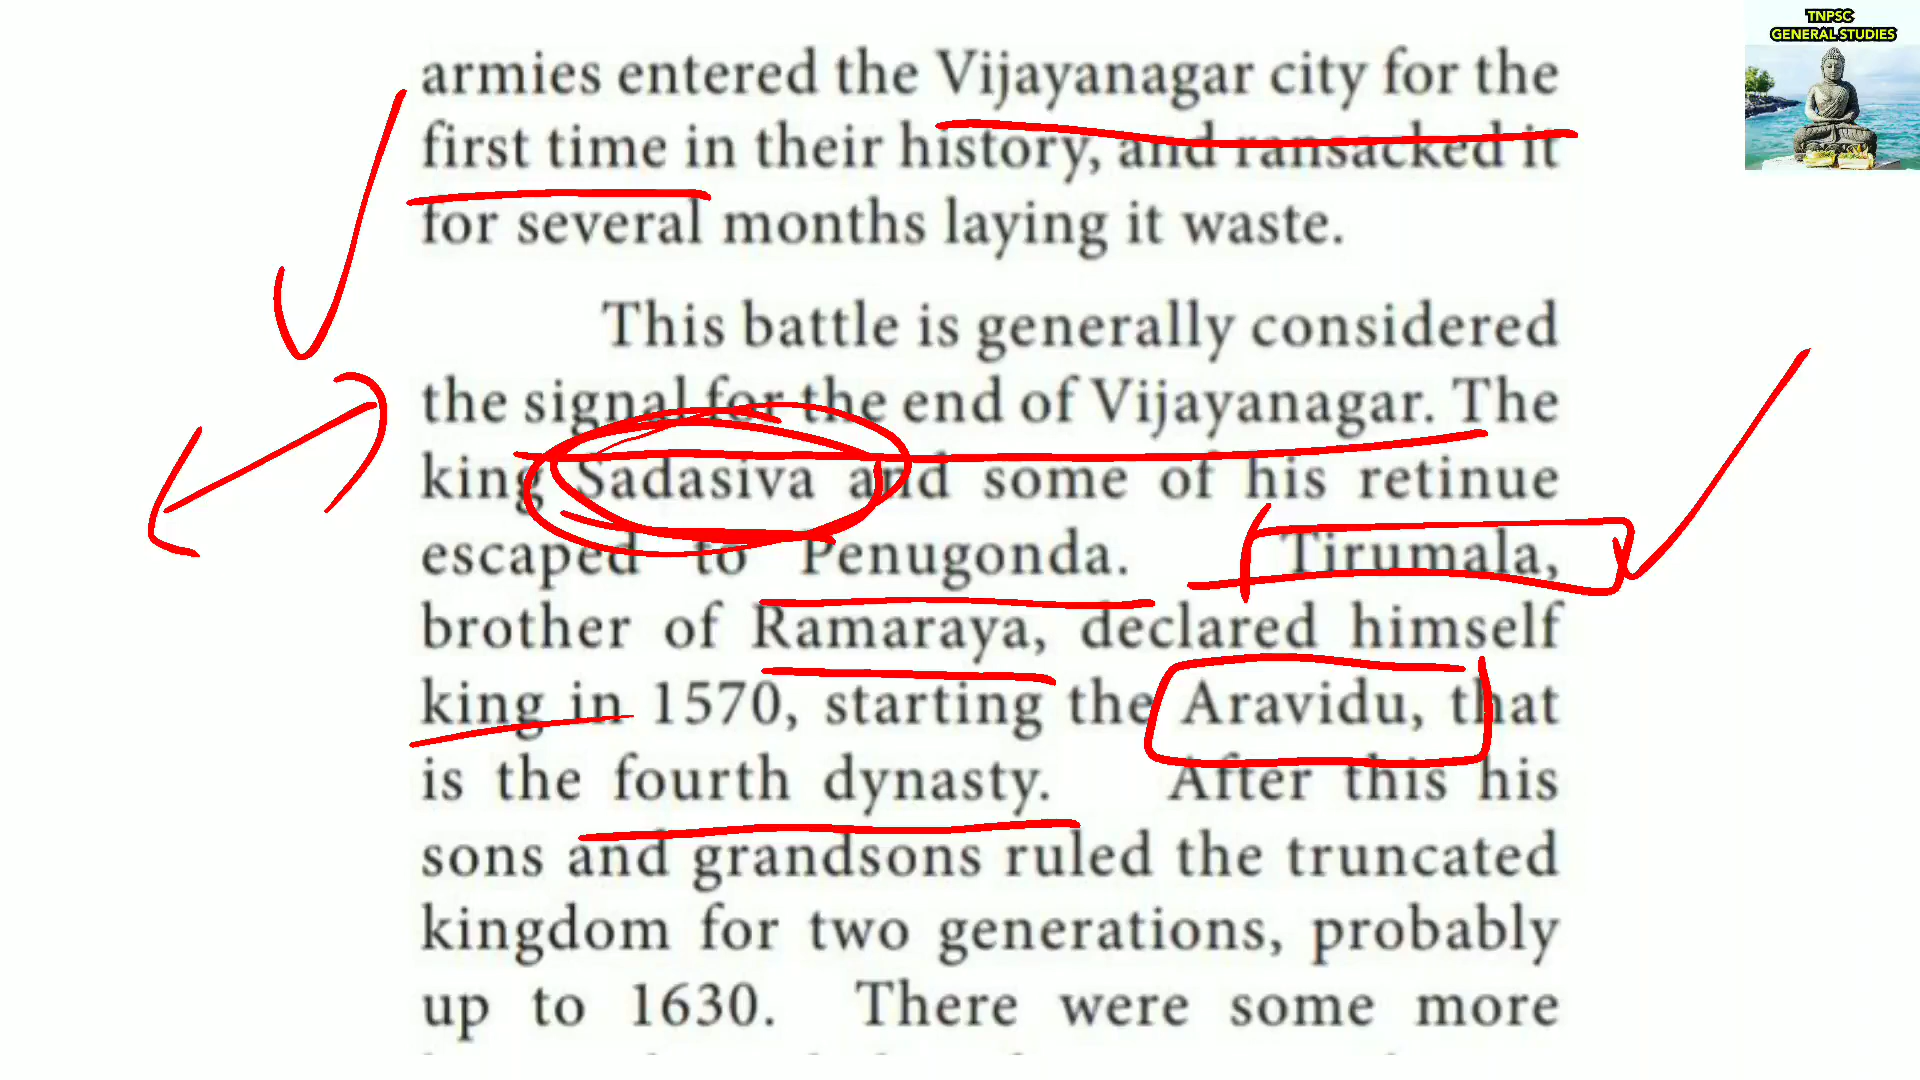 TNPSC
GENERAL STUDIES
armies entered the Vijayanagar city for the
first time in their history, and ransacked it
for several months laying it waste.
This battle is generally considered
the signal for the end of Vijayanagar. The
king Sadasiva and some of his retinue
escaped to Penugonda. Tirumala,
brother of Ramaraya, declared himself
king in 1570, starting the Aravidu, that
is the fourth dynasty. After this his
sons and grandsons ruled the truncated
kingdom for two generations, probably
up to 1630. There were some more